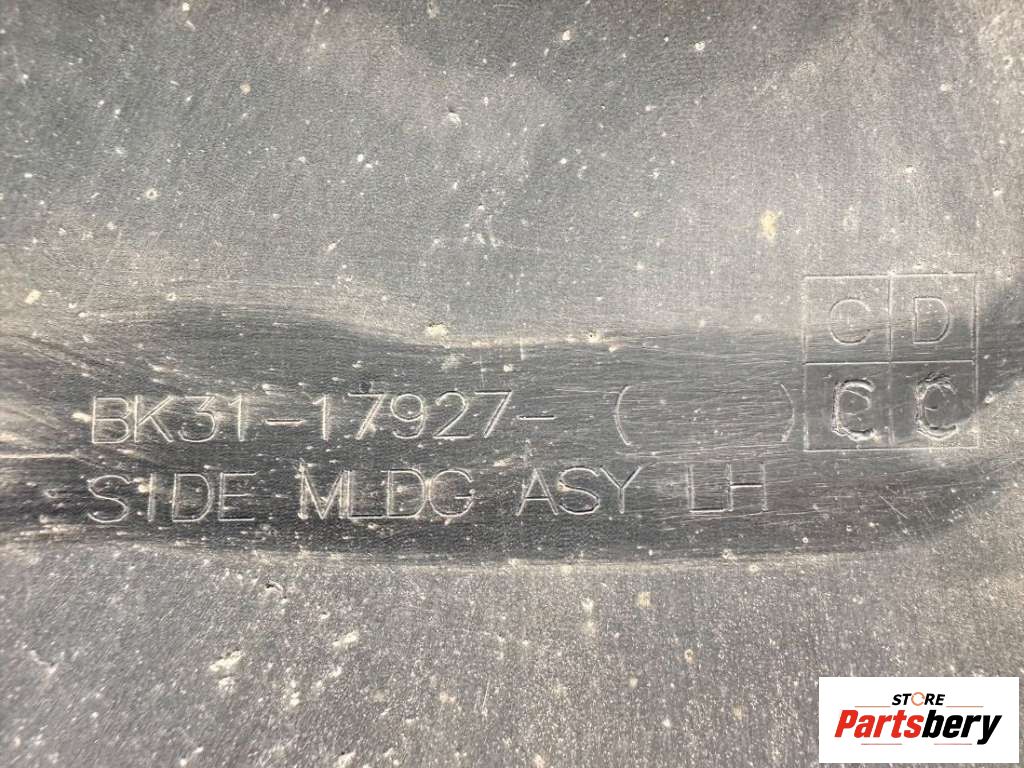 C D
BK31-17927- ( ) C C
SIDE MLDG ASY LH
STORE
Partsbery